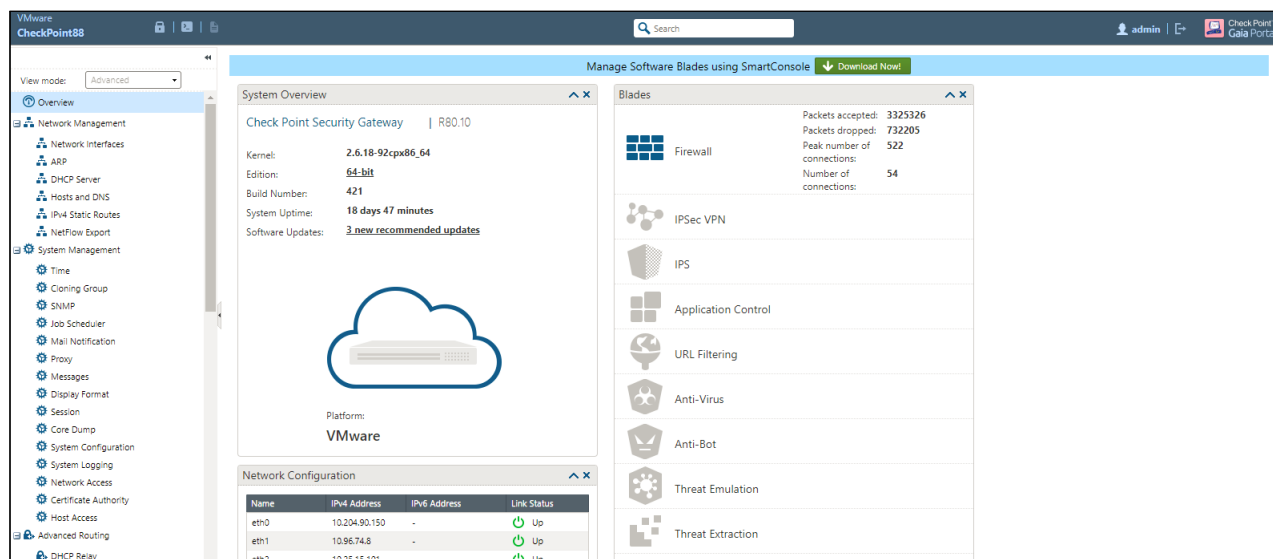 VMware
CheckPoint88
Search
admin
Check Point
Gaia Portal
View mode: Advanced
Overview
Network Management
Network Interfaces
ARP
DHCP Server
Hosts and DNS
IPv4 Static Routes
NetFlow Export
System Management
Time
Cloning Group
SNMP
Job Scheduler
Mail Notification
Proxy
Messages
Display Format
Session
Core Dump
System Configuration
System Logging
Network Access
Certificate Authority
Host Access
Advanced Routing
DHCP Relay
Manage Software Blades using SmartConsole Download Now!
System Overview
Check Point Security Gateway | R80.10
Kernel: 2.6.18-92cpx86_64
Edition: 64-bit
Build Number: 421
System Uptime: 18 days 47 minutes
Software Updates: 3 new recommended updates
Platform:
VMware
Network Configuration
Name IPv4 Address IPv6 Address Link Status
eth0 10.204.90.150 - Up
eth1 10.96.74.8 - Up
Blades
Firewall
Packets accepted: 3325326
Packets dropped: 732205
Peak number of connections: 522
Number of connections: 54
IPSec VPN
IPS
Application Control
URL Filtering
Anti-Virus
Anti-Bot
Threat Emulation
Threat Extraction